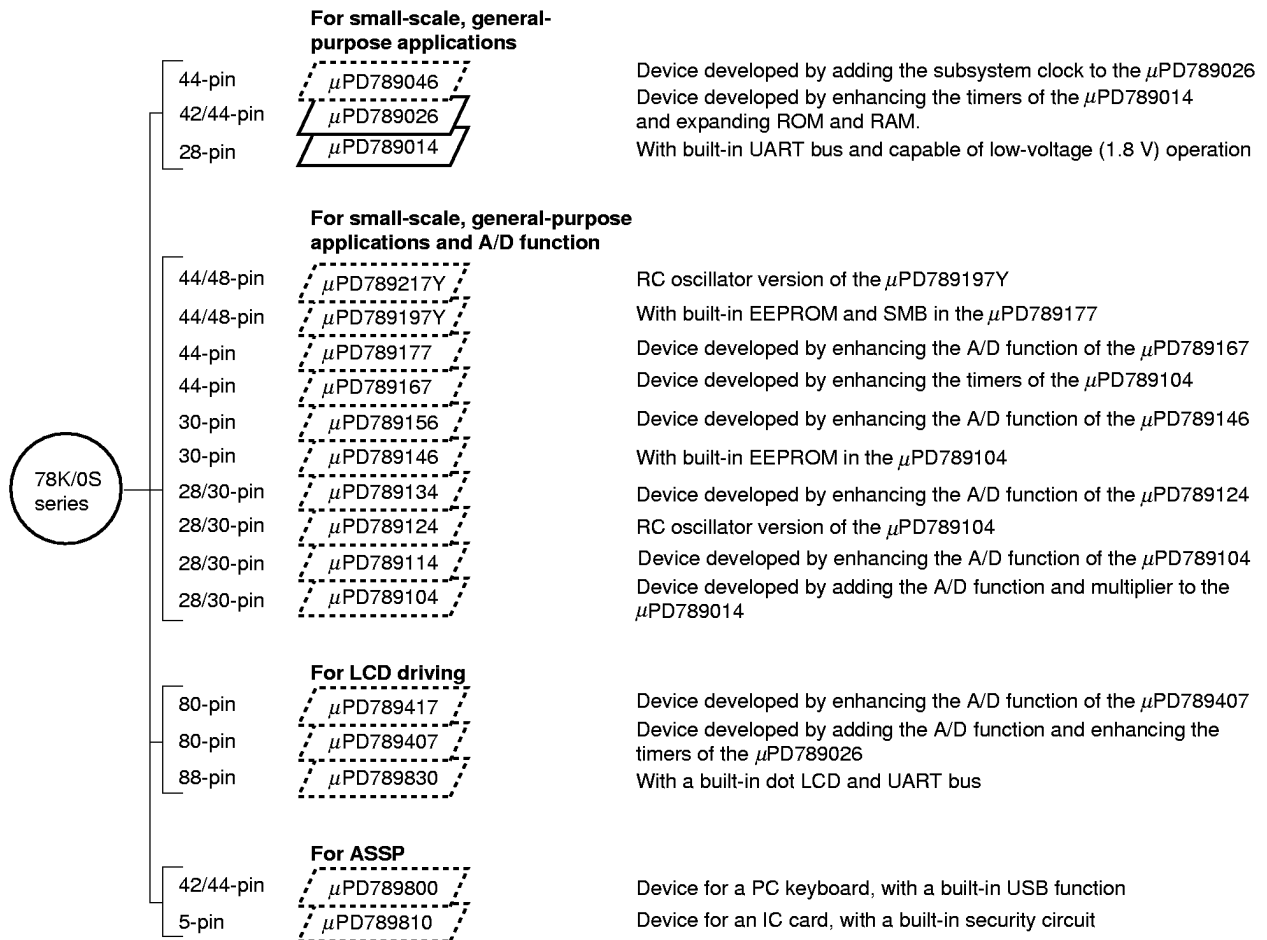 For small-scale, general-
purpose applications
44-pin μPD789046 Device developed by adding the subsystem clock to the μPD789026
42/44-pin μPD789026 Device developed by enhancing the timers of the μPD789014
and expanding ROM and RAM.
28-pin μPD789014 With built-in UART bus and capable of low-voltage (1.8 V) operation
For small-scale, general-purpose
applications and A/D function
44/48-pin μPD789217Y RC oscillator version of the μPD789197Y
44/48-pin μPD789197Y With built-in EEPROM and SMB in the μPD789177
44-pin μPD789177 Device developed by enhancing the A/D function of the μPD789167
44-pin μPD789167 Device developed by enhancing the timers of the μPD789104
30-pin μPD789156 Device developed by enhancing the A/D function of the μPD789146
30-pin μPD789146 With built-in EEPROM in the μPD789104
78K/0S
series
28/30-pin μPD789134 Device developed by enhancing the A/D function of the μPD789124
28/30-pin μPD789124 RC oscillator version of the μPD789104
28/30-pin μPD789114 Device developed by enhancing the A/D function of the μPD789104
28/30-pin μPD789104 Device developed by adding the A/D function and multiplier to the
μPD789014
For LCD driving
80-pin μPD789417 Device developed by enhancing the A/D function of the μPD789407
80-pin μPD789407 Device developed by adding the A/D function and enhancing the
timers of the μPD789026
88-pin μPD789830 With a built-in dot LCD and UART bus
For ASSP
42/44-pin μPD789800 Device for a PC keyboard, with a built-in USB function
5-pin μPD789810 Device for an IC card, with a built-in security circuit